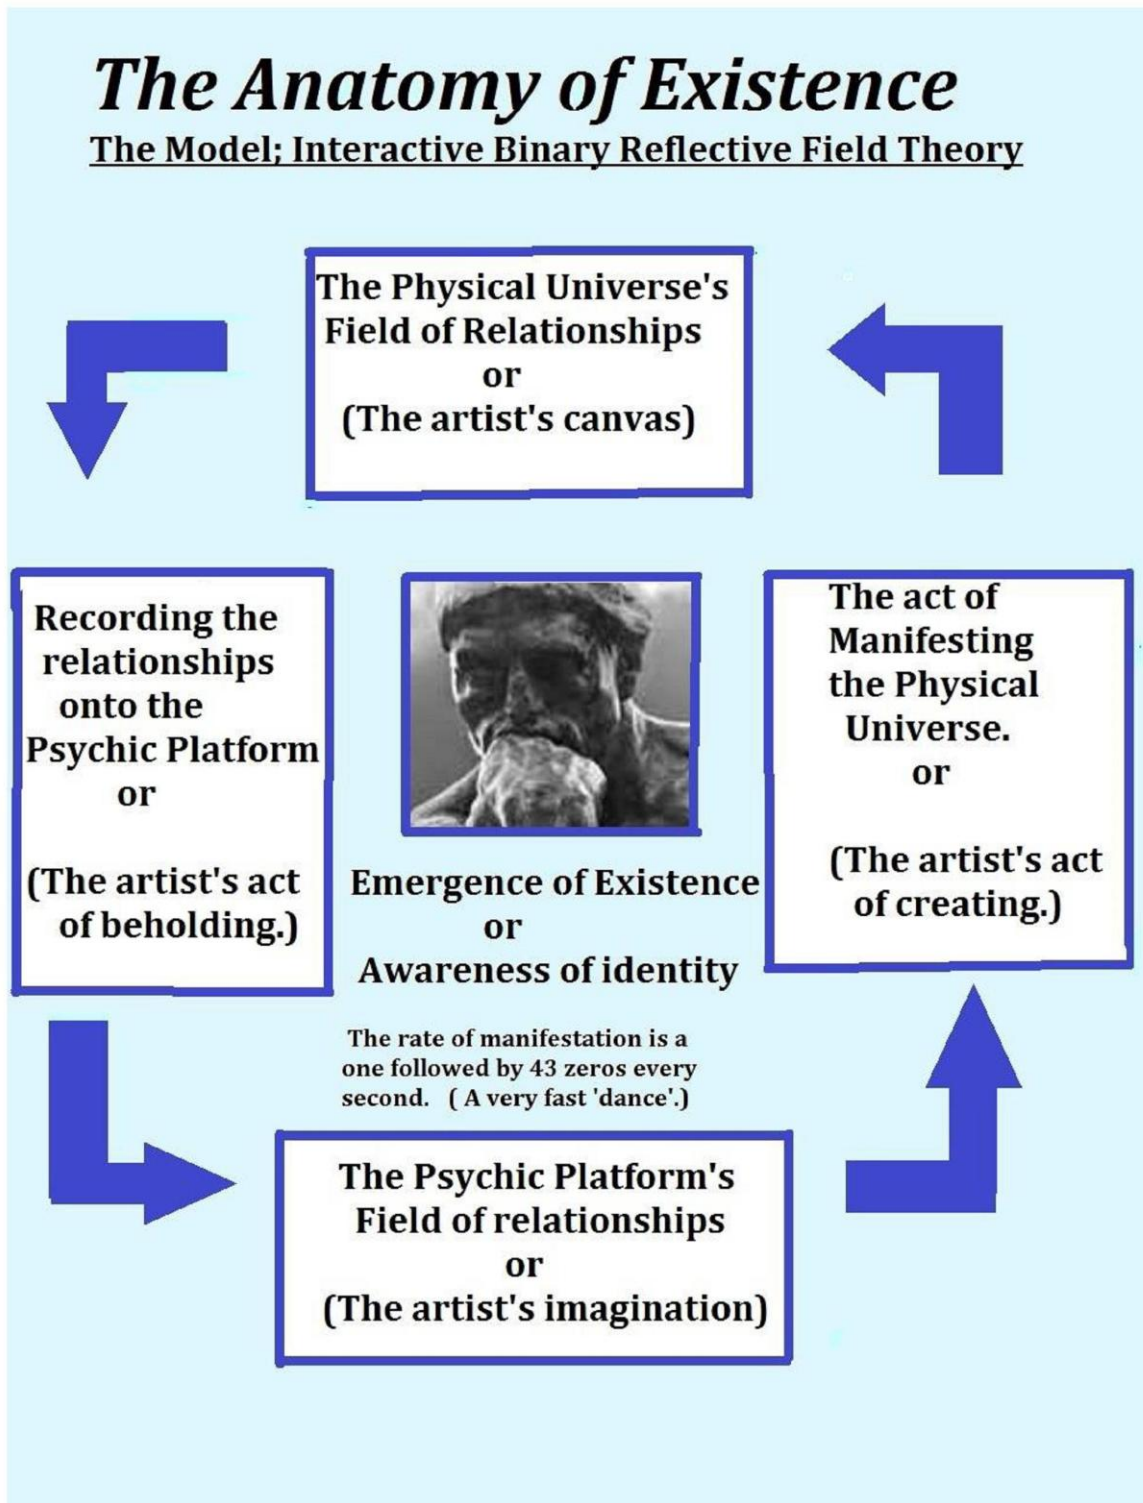 The Anatomy of Existence
The Model; Interactive Binary Reflective Field Theory
The Physical Universe's
Field of Relationships
or
(The artist's canvas)
Recording the
relationships
onto the
Psychic Platform
or
(The artist's act
of beholding.)
Emergence of Existence
or
Awareness of identity
The rate of manifestation is a
one followed by 43 zeros every
second. ( A very fast 'dance'.)
The act of
Manifesting
the Physical
Universe.
or
(The artist's act
of creating.)
The Psychic Platform's
Field of relationships
or
(The artist's imagination)